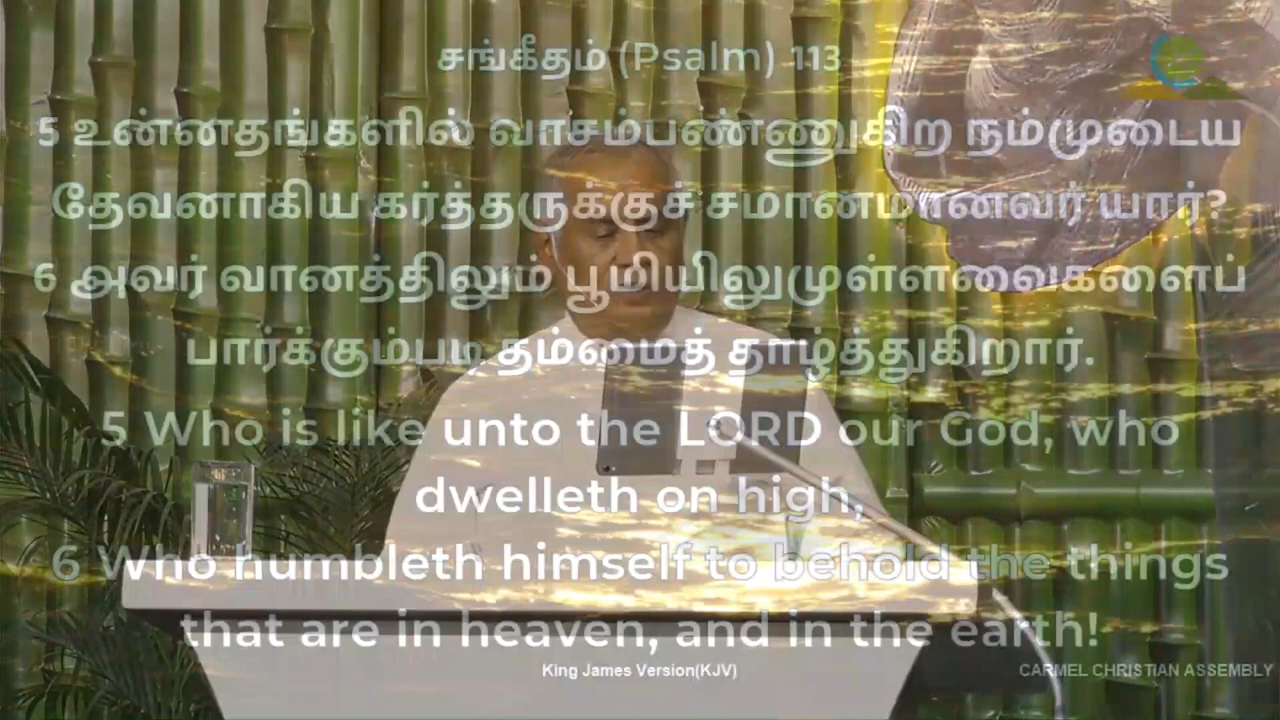 சங்கீதம் (Psalm) 113
5 உன்னதங்களில் வாசம்பண்ணுகிற நம்முடைய
தேவனாகிய கர்த்தருக்குச் சமானமானவர் யார்?
6 அவர் வானத்திலும் பூமியிலுமுள்ளவைகளைப்
பார்க்கும்படி தம்மைத் தாழ்த்துகிறார்.
5 Who is like unto the LORD our God, who
dwelleth on high,
6 Who humbleth himself to behold the things
that are in heaven, and in the earth!
King James Version(KJV)
CARMEL CHRISTIAN ASSEMBLY